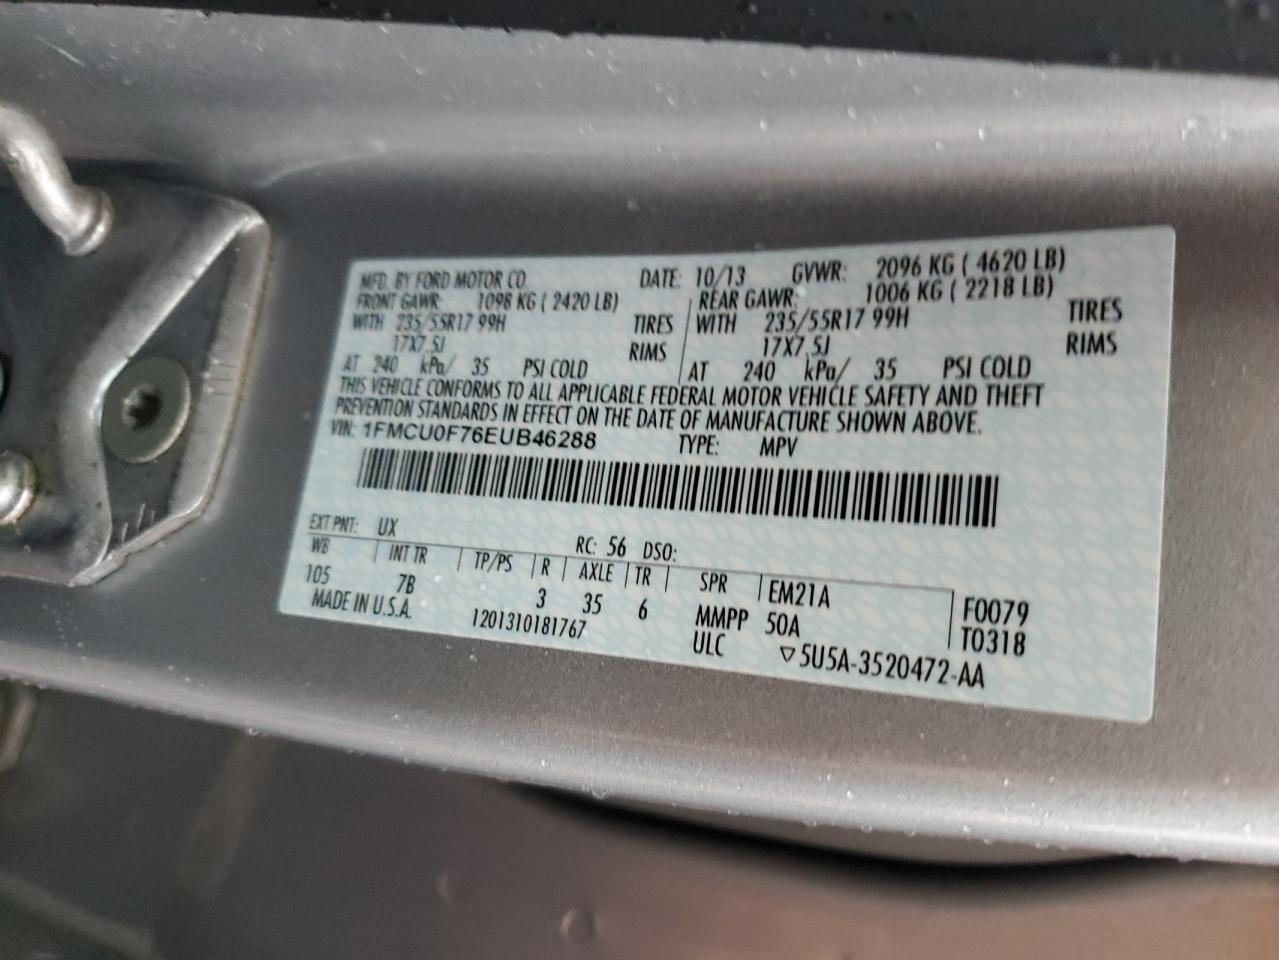 MFD. BY FORD MOTOR CO. DATE: 10/13 GVWR: 2096 KG ( 4620 LB)
FRONT GAWR: 1098 KG ( 2420 LB) REAR GAWR: 1006 KG ( 2218 LB)
WITH 235/55R17 99H TIRES WITH 235/55R17 99H TIRES
17X7.5J RIMS 17X7.5J RIMS
AT 240 kPa/ 35 PSI COLD AT 240 kPa/ 35 PSI COLD
THIS VEHICLE CONFORMS TO ALL APPLICABLE FEDERAL MOTOR VEHICLE SAFETY AND THEFT
PREVENTION STANDARDS IN EFFECT ON THE DATE OF MANUFACTURE SHOWN ABOVE.
VIN: 1FMCU0F76EUB46288 TYPE: MPV
EXT PNT: UX RC: 56 DSO:
WB INT TR TP/PS R AXLE TR SPR EM21A F0079
105 7B 3 35 6 MMPP 50A T0318
MADE IN U.S.A. 1201310181767 ULC ▽5U5A-3520472-AA